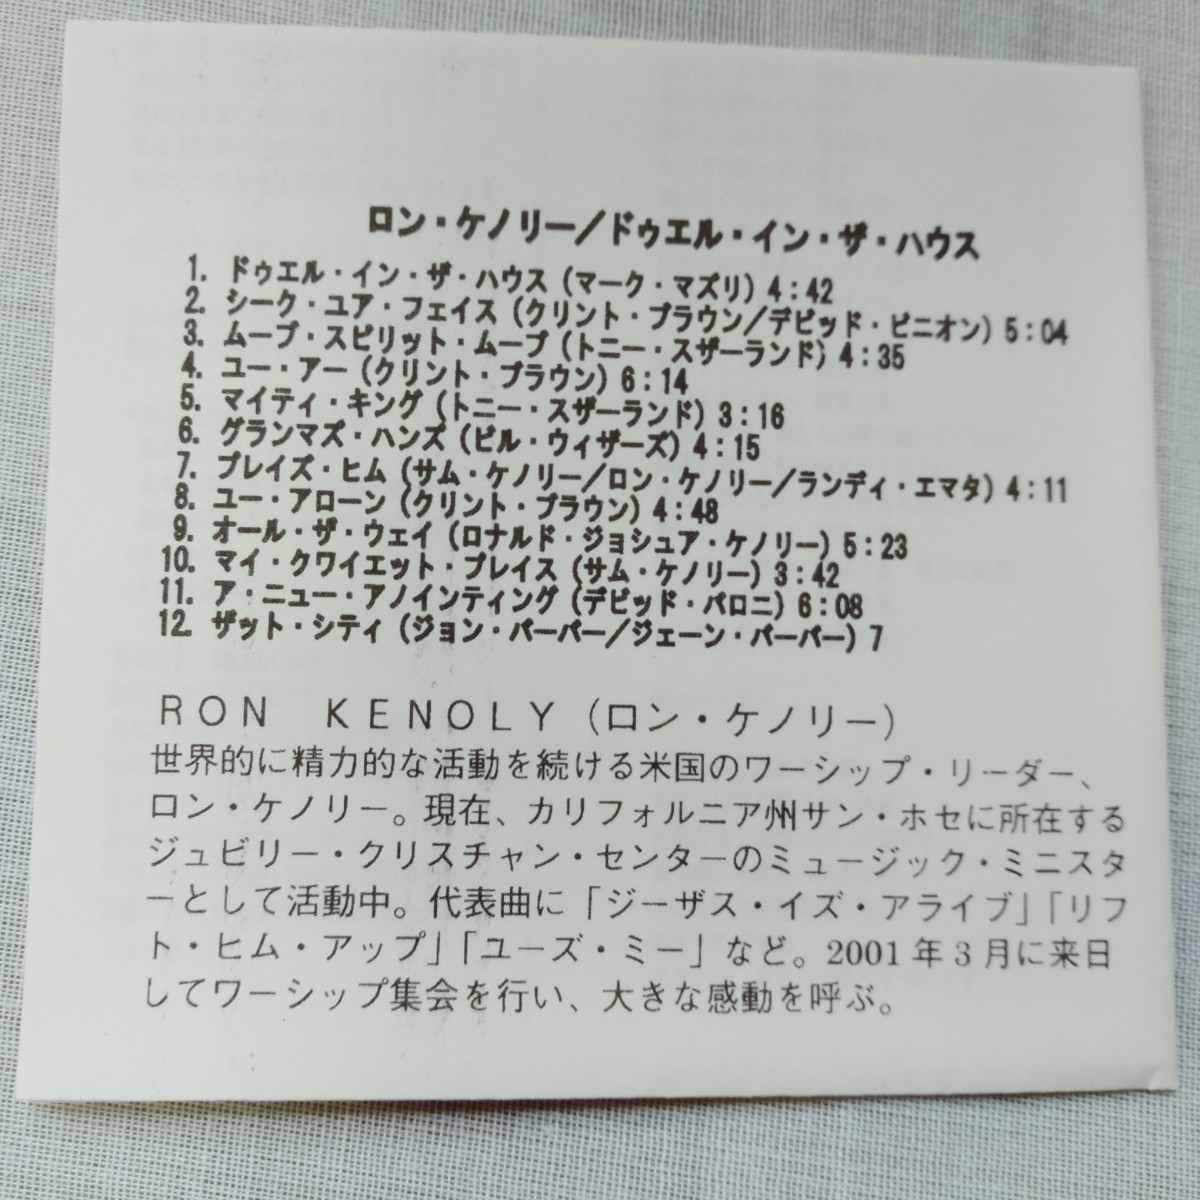 ロン・ケノリー／ドゥエル・イン・ザ・ハウス
1. ドゥエル・イン・ザ・ハウス（マーク・マズリ）4：42
2. シーク・ユア・フェイス（クリント・ブラウン／デビッド・ビニオン）5：04
3. ムーブ・スピリット・ムーブ（トニー・スザーランド）4：35
4. ユー・アー（クリント・ブラウン）6：14
5. マイティ・キング（トニー・スザーランド）3：16
6. グランマズ・ハンズ（ビル・ウィザーズ）4：15
7. プレイズ・ヒム（サム・ケノリー／ロン・ケノリー／ランディ・エマタ）4：11
8. ユー・アローン（クリント・ブラウン）4：48
9. オール・ザ・ウェイ（ロナルド・ジョシュア・ケノリー）5：23
10. マイ・クワイエット・プレイス（サム・ケノリー）3：42
11. ア・ニュー・アノインティング（デビッド・バロニ）6：08
12. ザット・シティ（ジョン・バーバー／ジェーン・バーバー）7
ＲＯＮ　ＫＥＮＯＬＹ（ロン・ケノリー）
世界的に精力的な活動を続ける米国のワーシップ・リーダー、
ロン・ケノリー。現在、カリフォルニア州サン・ホセに所在する
ジュビリー・クリスチャン・センターのミュージック・ミニスタ
ーとして活動中。代表曲に「ジーザス・イズ・アライブ」「リフ
ト・ヒム・アップ」「ユーズ・ミー」など。2001年3月に来日
してワーシップ集会を行い、大きな感動を呼ぶ。